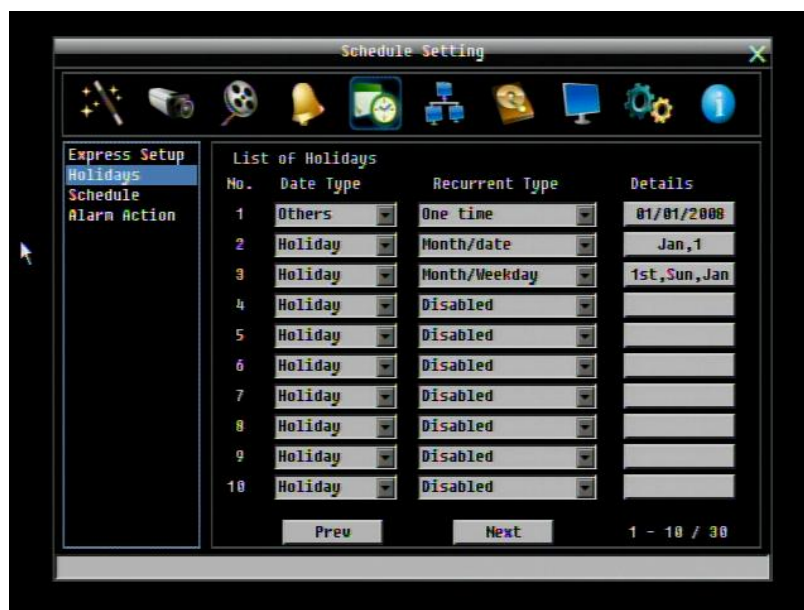 Schedule Setting
Express Setup
Holidays
Schedule
Alarm Action
List of Holidays
No. Date Type Recurrent Type Details
1 Others One time 01/01/2008
2 Holiday Month/date Jan,1
3 Holiday Month/Weekday 1st,Sun,Jan
4 Holiday Disabled
5 Holiday Disabled
6 Holiday Disabled
7 Holiday Disabled
8 Holiday Disabled
9 Holiday Disabled
10 Holiday Disabled
Prev Next 1 - 10 / 30